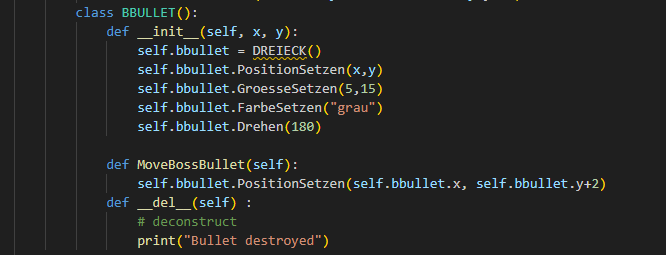 class BBULLET():
    def __init__(self, x, y):
        self.bbullet = DREIECK()
        self.bbullet.PositionSetzen(x,y)
        self.bbullet.GroesseSetzen(5,15)
        self.bbullet.FarbeSetzen("grau")
        self.bbullet.Drehen(180)

    def MoveBossBullet(self):
        self.bbullet.PositionSetzen(self.bbullet.x, self.bbullet.y+2)
    def __del__(self) :
        # deconstruct
        print("Bullet destroyed")